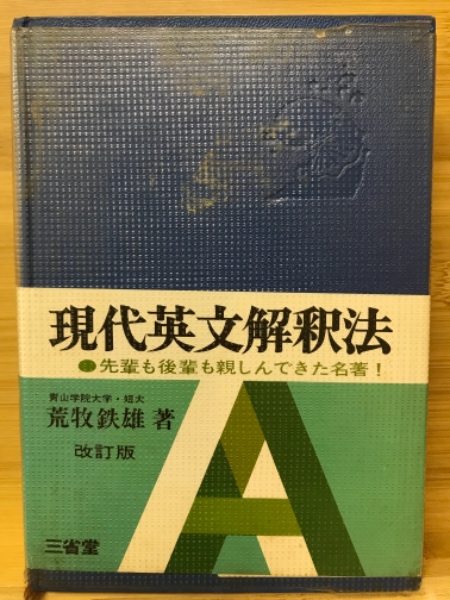 現代英文解釈法
●先輩も後輩も親しんできた名著!
青山学院大学・短大
荒牧鉄雄 著
改訂版
三省堂
A